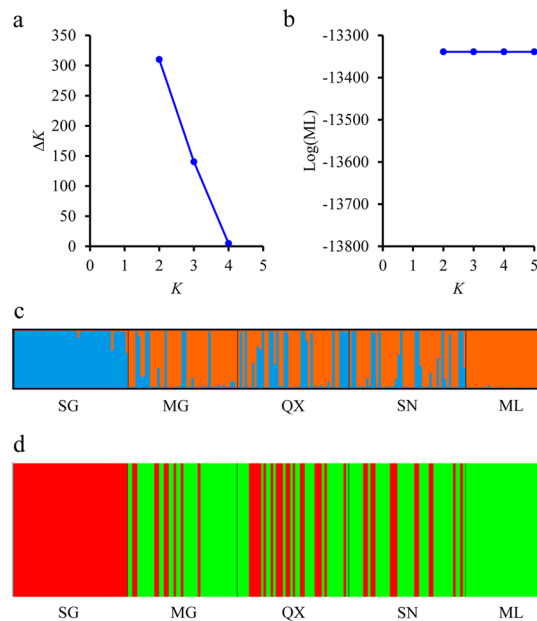 a
350
300
250
200
150
100
50
0
ΔK
0 1 2 3 4 5
K
b
-13300
-13400
-13500
-13600
-13700
-13800
Log(ML)
0 1 2 3 4 5
K
c
SG MG QX SN ML
d
SG MG QX SN ML